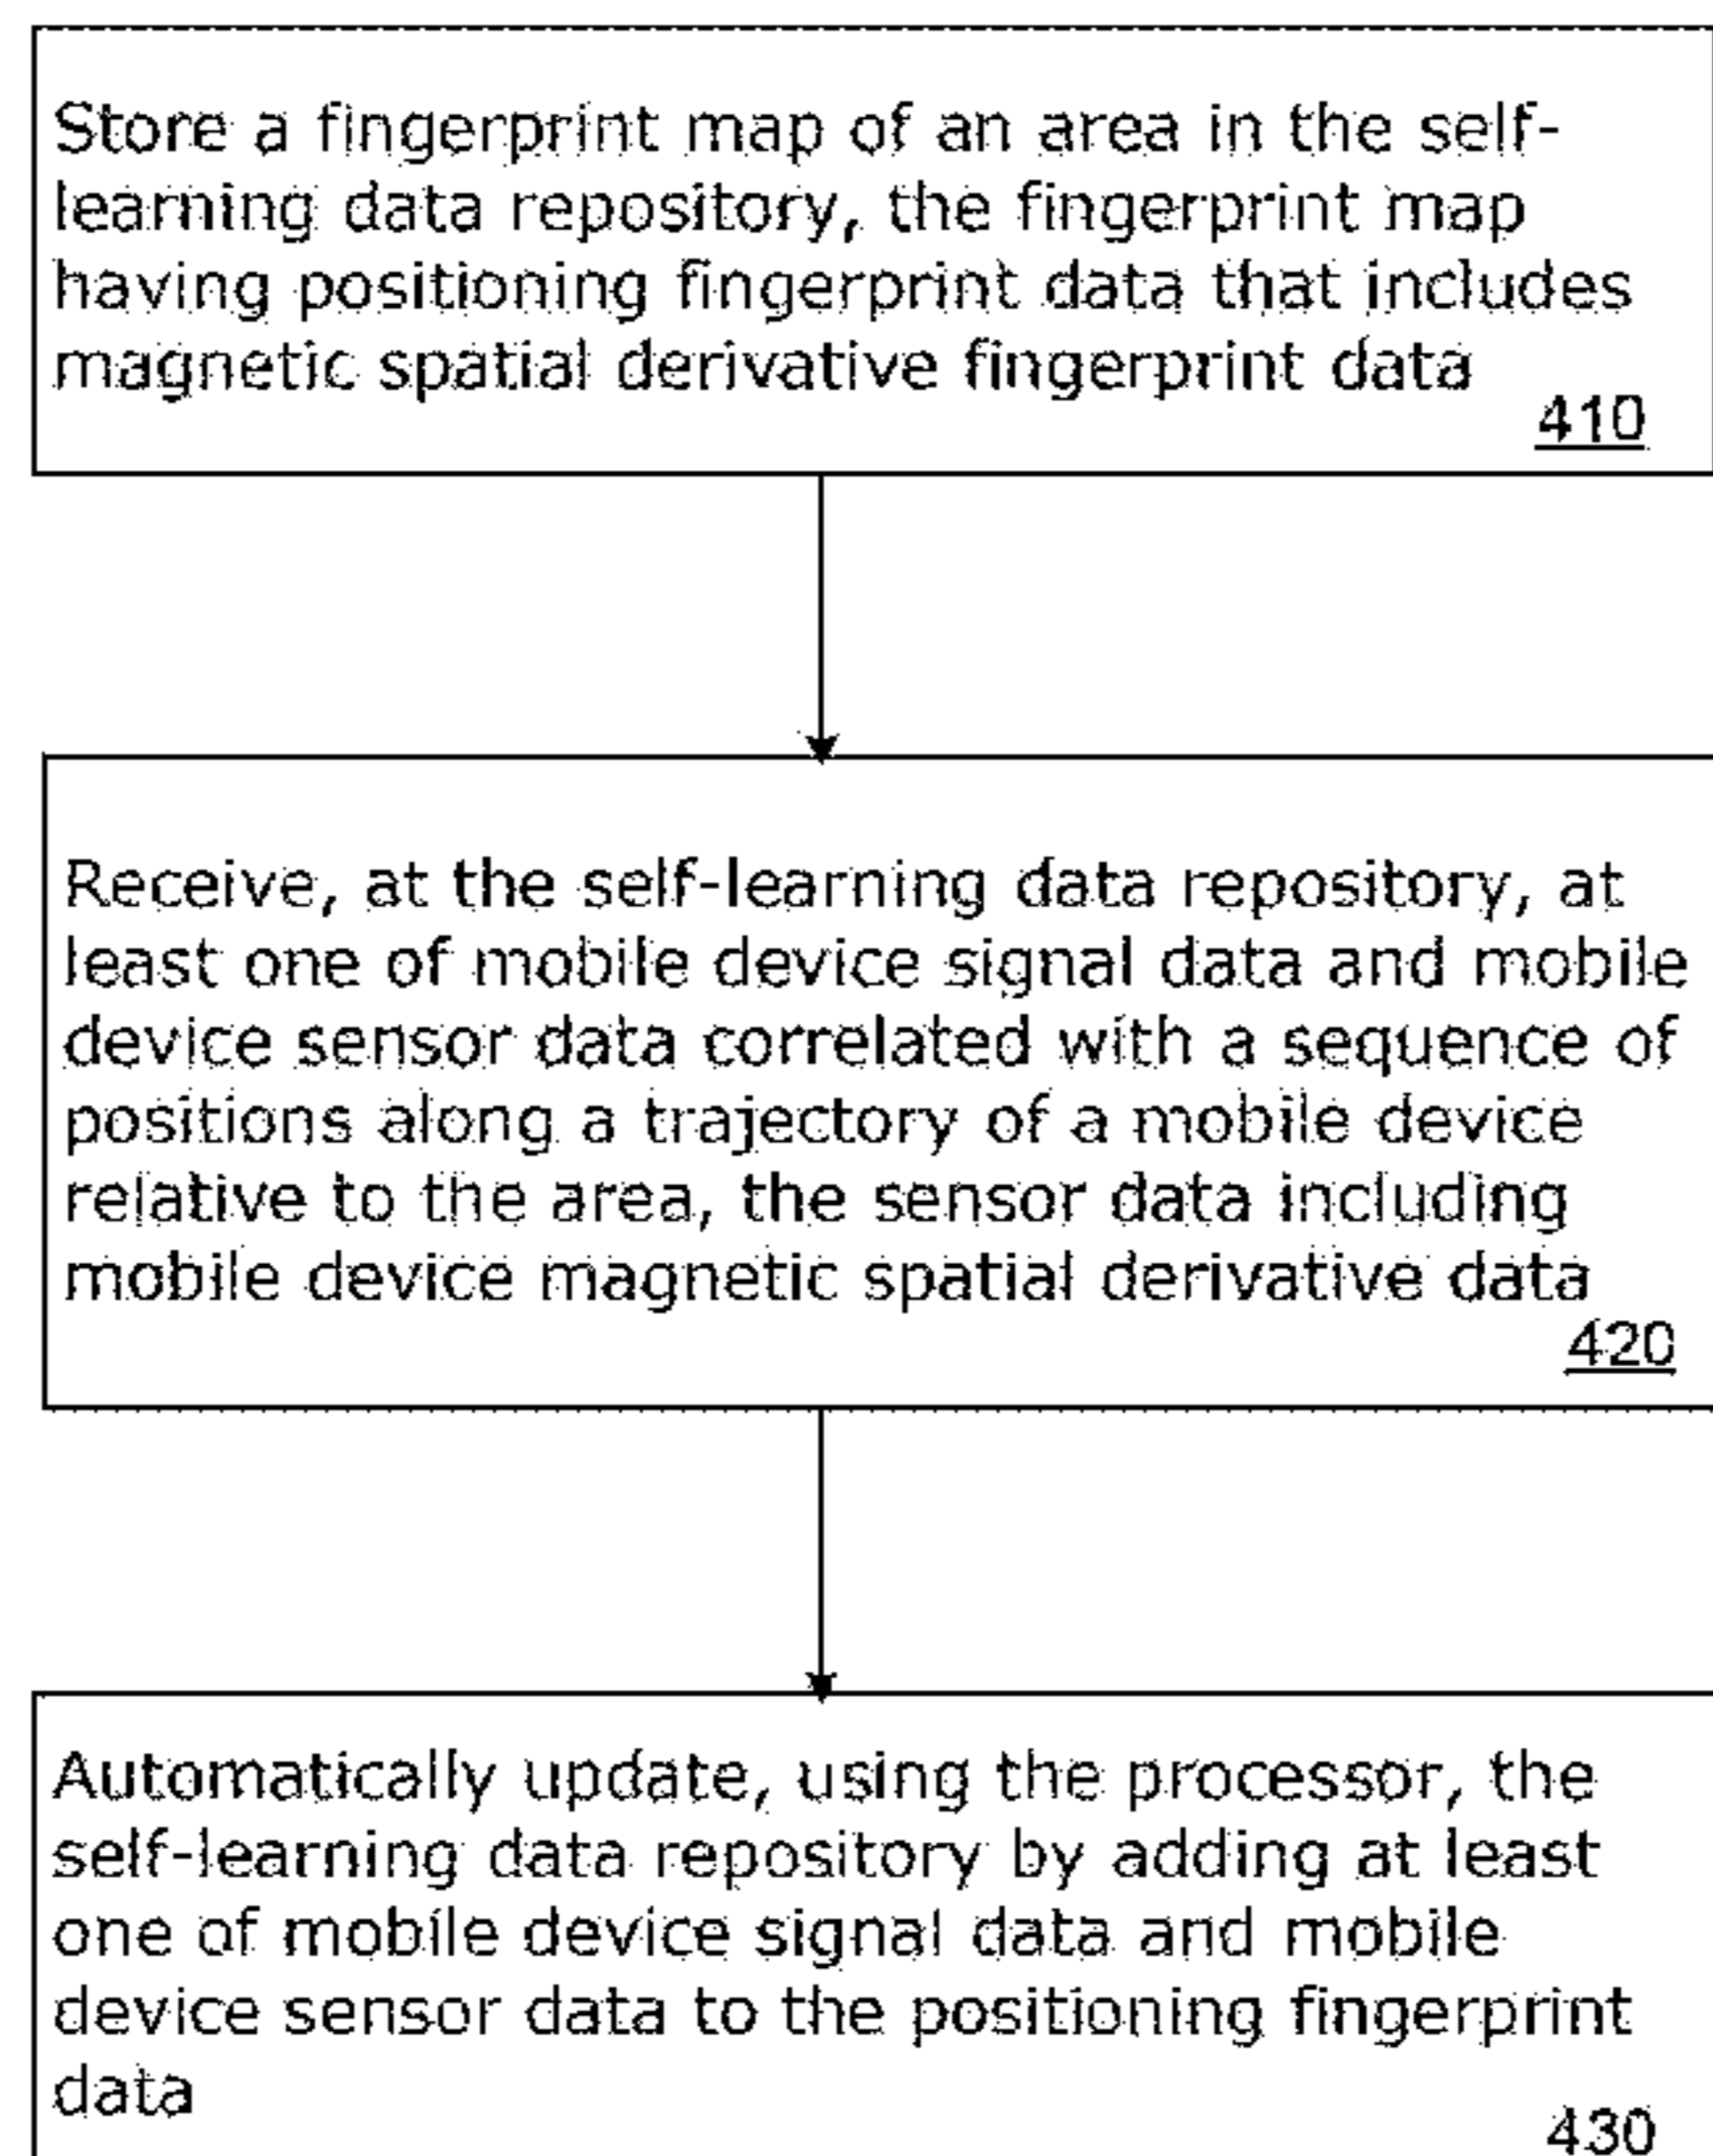 Store a fingerprint map of an area in the self-
learning data repository, the fingerprint map
having positioning fingerprint data that includes
magnetic spatial derivative fingerprint data
410
Receive, at the self-learning data repository, at
least one of mobile device signal data and mobile
device sensor data correlated with a sequence of
positions along a trajectory of a mobile device
relative to the area, the sensor data including
mobile device magnetic spatial derivative data
420
Automatically update, using the processor, the
self-learning data repository by adding at least
one of mobile device signal data and mobile
device sensor data to the positioning fingerprint
data
430